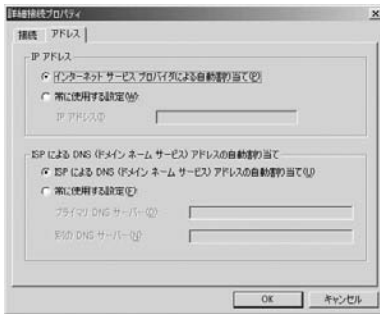 詳細接続プロパティ
接続 アドレス
IP アドレス
インターネット サービス プロバイダによる自動割り当て(P)
常に使用する設定(W)
IP アドレス(I)
ISP による DNS (ドメイン ネーム サービス) アドレスの自動割り当て
ISP による DNS (ドメイン ネーム サービス) アドレスの自動割り当て(U)
常に使用する設定(E)
プライマリ DNS サーバー(D)
別の DNS サーバー(N)
OK キャンセル